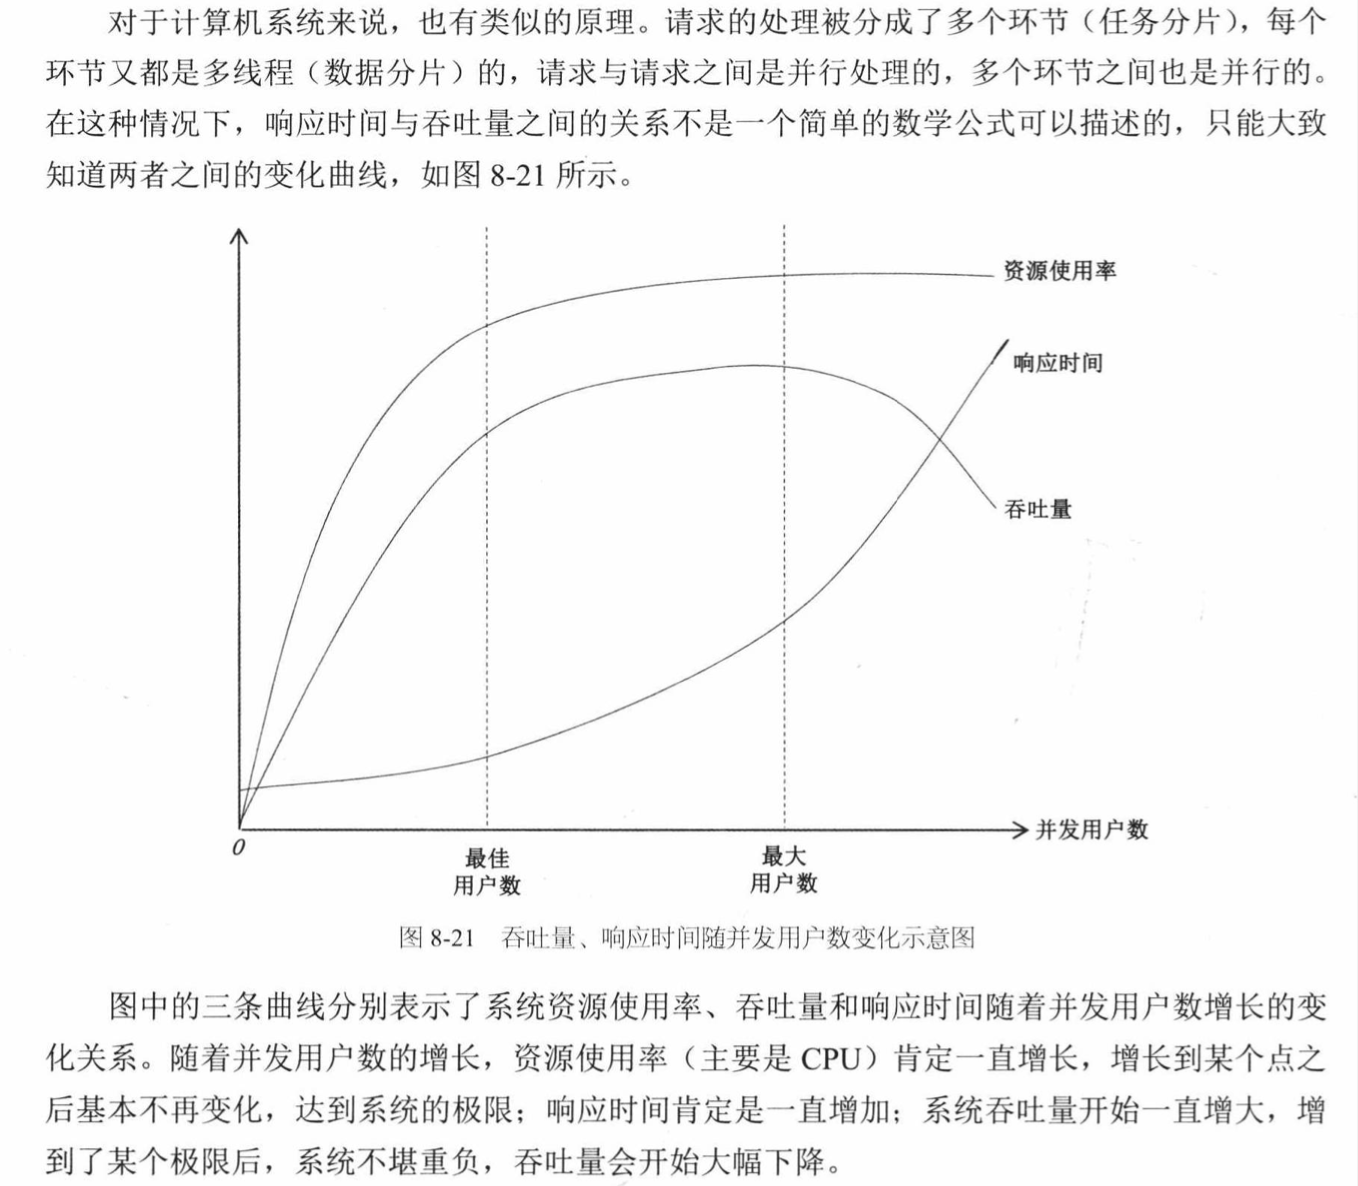 对于计算机系统来说，也有类似的原理。请求的处理被分成了多个环节（任务分片），每个
环节又都是多线程（数据分片）的，请求与请求之间是并行处理的，多个环节之间也是并行的。
在这种情况下，响应时间与吞吐量之间的关系不是一个简单的数学公式可以描述的，只能大致
知道两者之间的变化曲线，如图 8-21 所示。
资源使用率
响应时间
吞吐量
并发用户数
0
最佳
用户数
最大
用户数
图 8-21 吞吐量、响应时间随并发用户数变化示意图
图中的三条曲线分别表示了系统资源使用率、吞吐量和响应时间随着并发用户数增长的变
化关系。随着并发用户数的增长，资源使用率（主要是 CPU）肯定一直增长，增长到某个点之
后基本不再变化，达到系统的极限；响应时间肯定是一直增加；系统吞吐量开始一直增大，增
到了某个极限后，系统不堪重负，吞吐量会开始大幅下降。